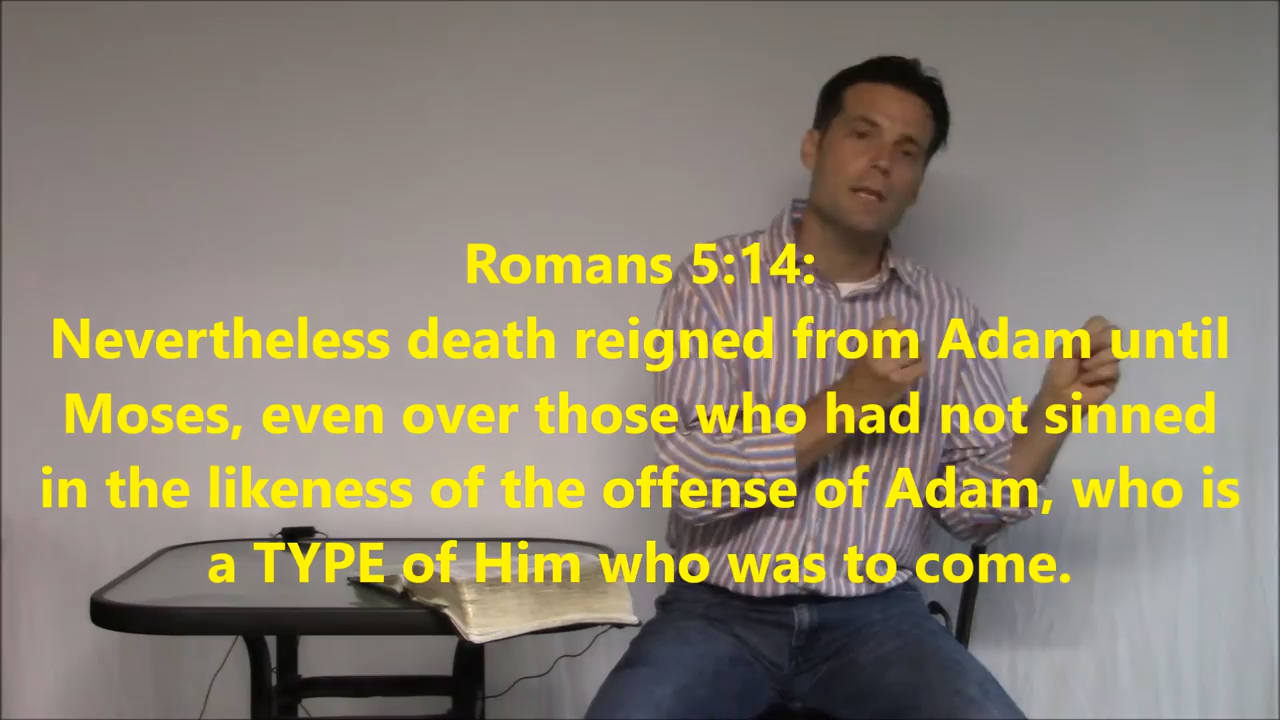 Romans 5:14:
Nevertheless death reigned from Adam until
Moses, even over those who had not sinned
in the likeness of the offense of Adam, who is
a TYPE of Him who was to come.